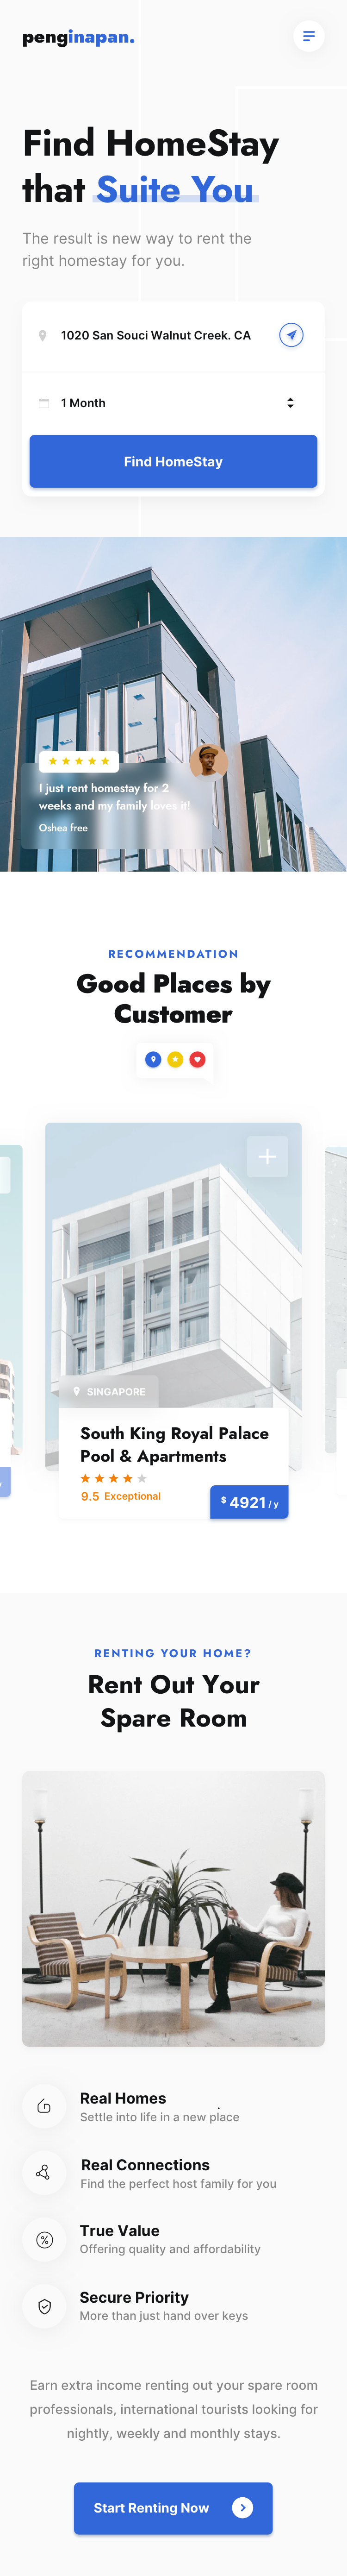 penginapan.
Find HomeStay
that Suite You
The result is new way to rent the
right homestay for you.
1020 San Souci Walnut Creek. CA
1 Month
Find HomeStay
I just rent homestay for 2
weeks and my family loves it!
Oshea free
RECOMMENDATION
Good Places by
Customer
SINGAPORE
South King Royal Palace
Pool & Apartments
9.5 Exceptional
$ 4921 / y
RENTING YOUR HOME?
Rent Out Your
Spare Room
Real Homes
Settle into life in a new place
Real Connections
Find the perfect host family for you
True Value
Offering quality and affordability
Secure Priority
More than just hand over keys
Earn extra income renting out your spare room
professionals, international tourists looking for
nightly, weekly and monthly stays.
Start Renting Now